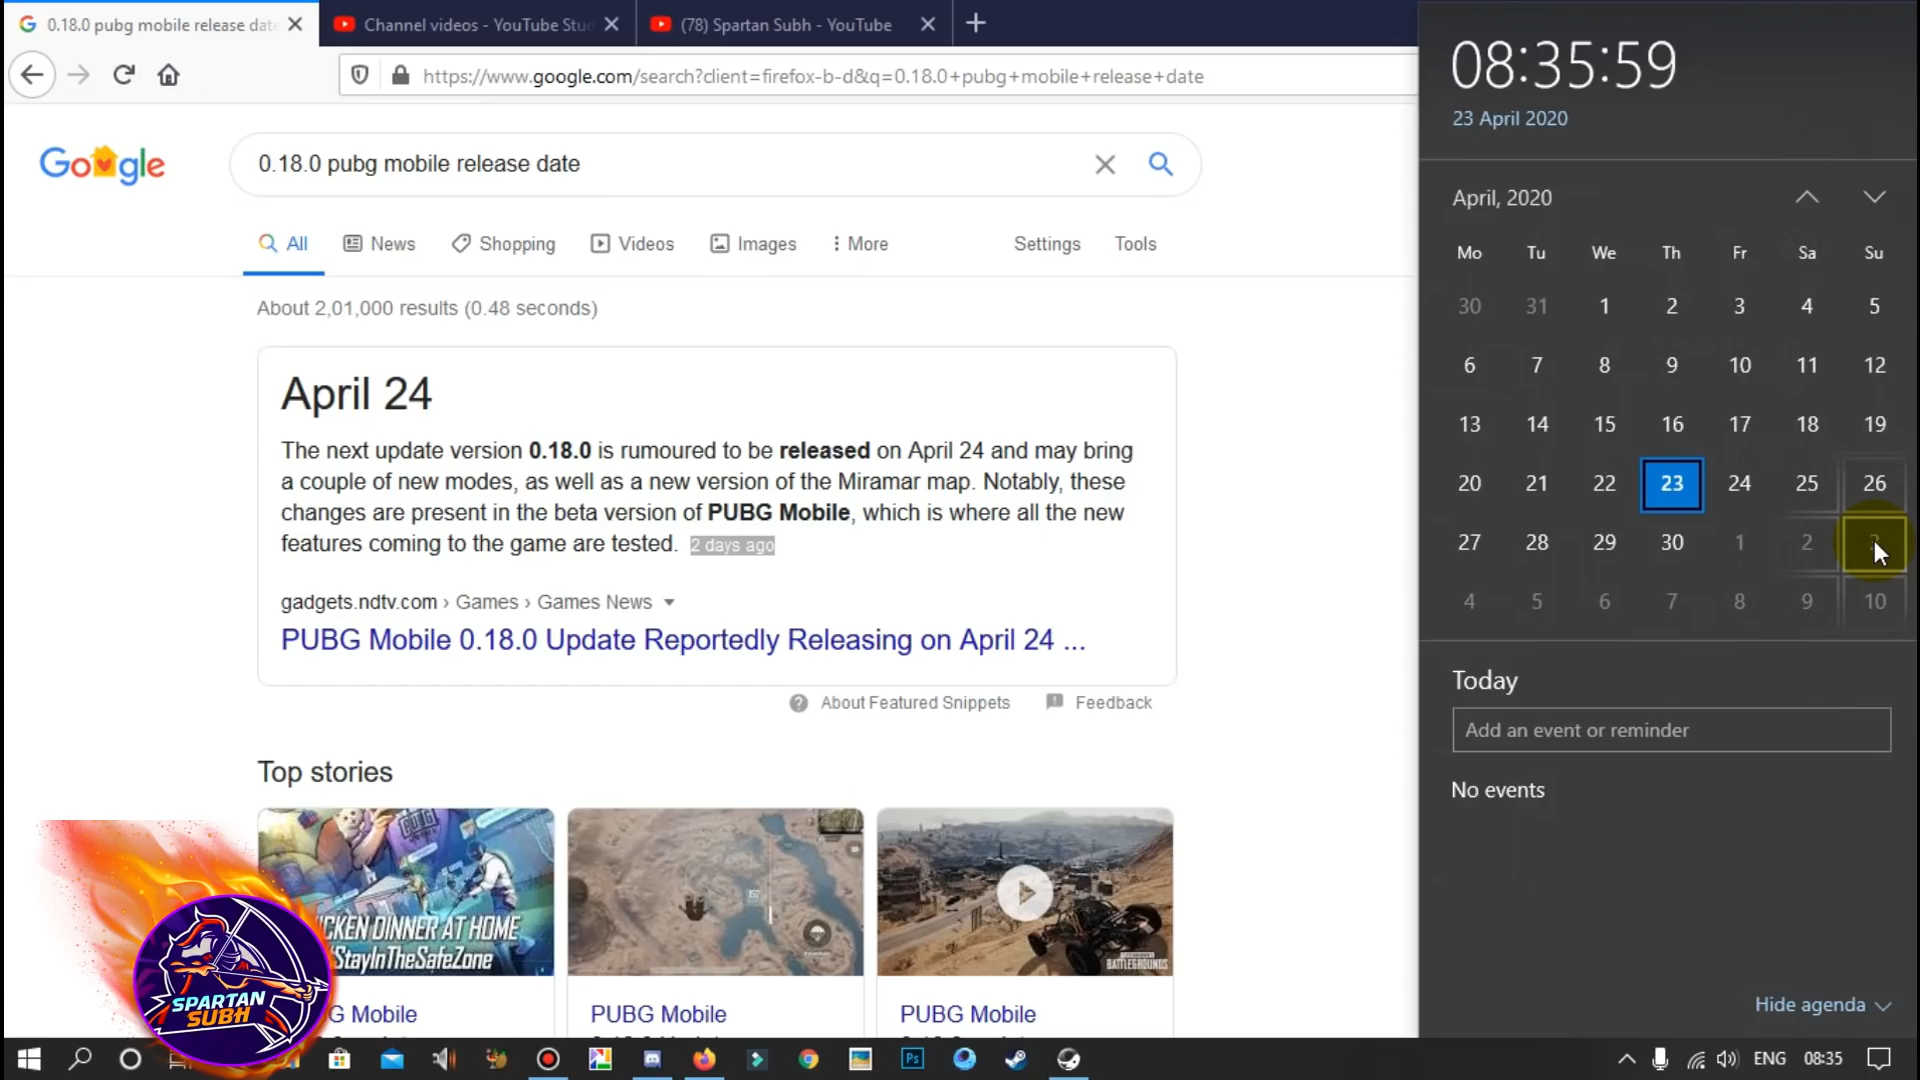 0.18.0 pubg mobile release dat
Channel videos - YouTube Stu
(78) Spartan Subh - YouTube
https://www.google.com/search?client=firefox-b-d&q=0.18.0+pubg+mobile+release+date
Google
0.18.0 pubg mobile release date
All
News
Shopping
Videos
Images
More
Settings
Tools
About 2,01,000 results (0.48 seconds)
April 24
The next update version 0.18.0 is rumoured to be released on April 24 and may bring
a couple of new modes, as well as a new version of the Miramar map. Notably, these
changes are present in the beta version of PUBG Mobile, which is where all the new
features coming to the game are tested. 2 days ago
gadgets.ndtv.com › Games › Games News
PUBG Mobile 0.18.0 Update Reportedly Releasing on April 24 ...
About Featured Snippets
Feedback
Top stories
CKEN DINNER AT HOME
StayInTheSafeZone
BATTLEGROUNDS
G Mobile
PUBG Mobile
PUBG Mobile
SPARTAN
SUBH
08:35:59
23 April 2020
April, 2020
Mo Tu We Th Fr Sa Su
30 31 1 2 3 4 5
6 7 8 9 10 11 12
13 14 15 16 17 18 19
20 21 22 23 24 25 26
27 28 29 30 1 2
4 5 6 7 8 9 10
Today
Add an event or reminder
No events
Hide agenda
Ps
ENG
08:35